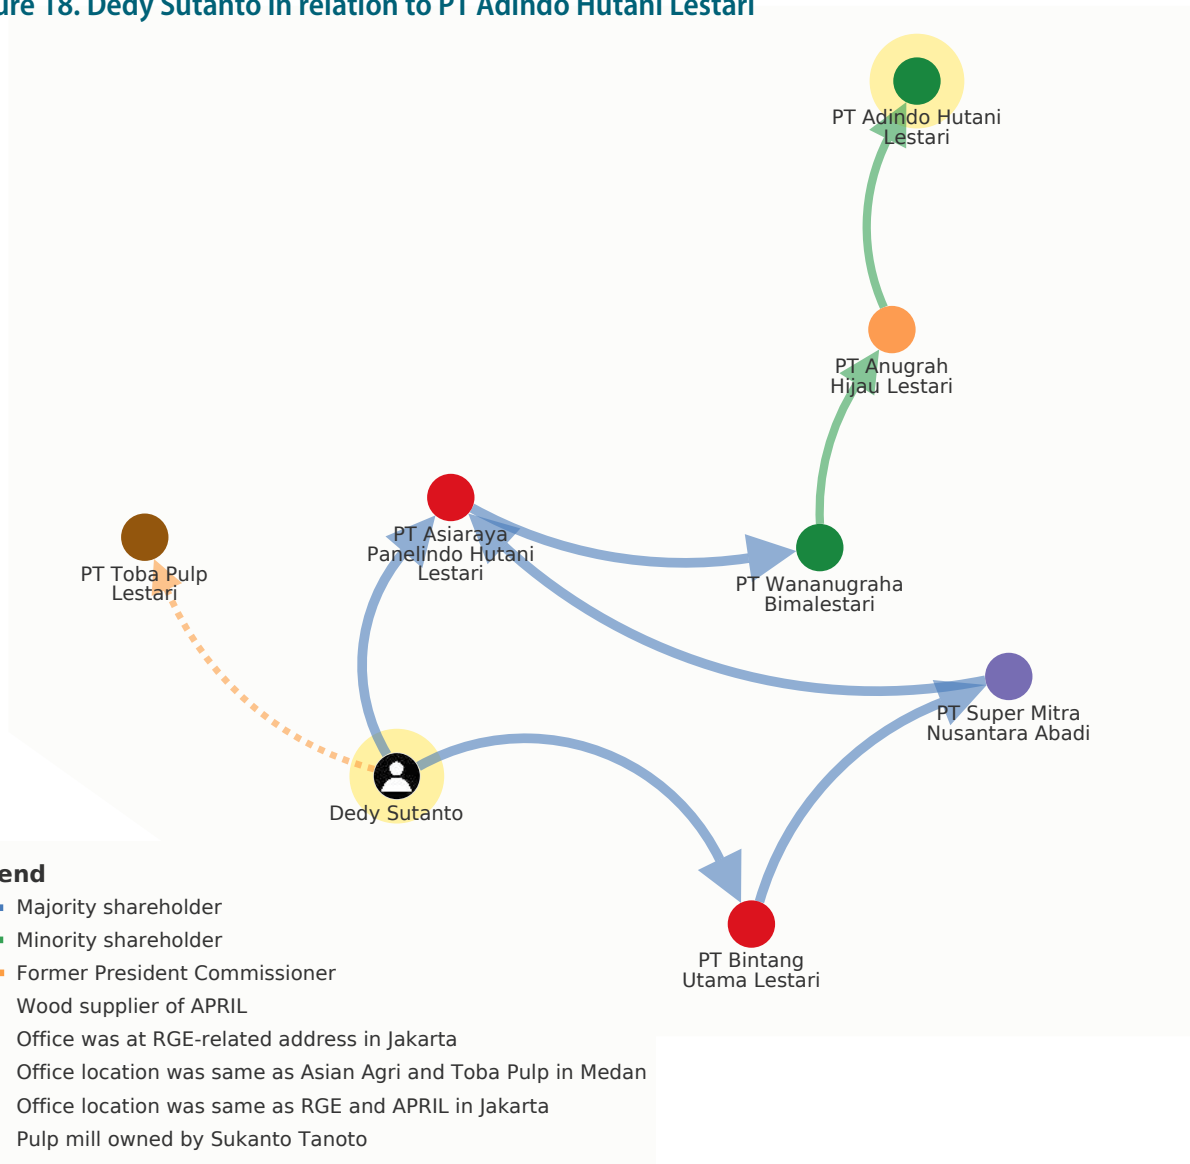 ure 18. Dedy Sutanto in relation to PT Adindo Hutani Lestari
PT Adindo Hutani
Lestari
PT Anugrah
Hijau Lestari
PT Asiaraya
Panelindo Hutani
Lestari
PT Toba Pulp
Lestari
PT Wananugraha
Bimalestari
PT Super Mitra
Nusantara Abadi
Dedy Sutanto
PT Bintang
Utama Lestari
end
Majority shareholder
Minority shareholder
Former President Commissioner
Wood supplier of APRIL
Office was at RGE-related address in Jakarta
Office location was same as Asian Agri and Toba Pulp in Medan
Office location was same as RGE and APRIL in Jakarta
Pulp mill owned by Sukanto Tanoto